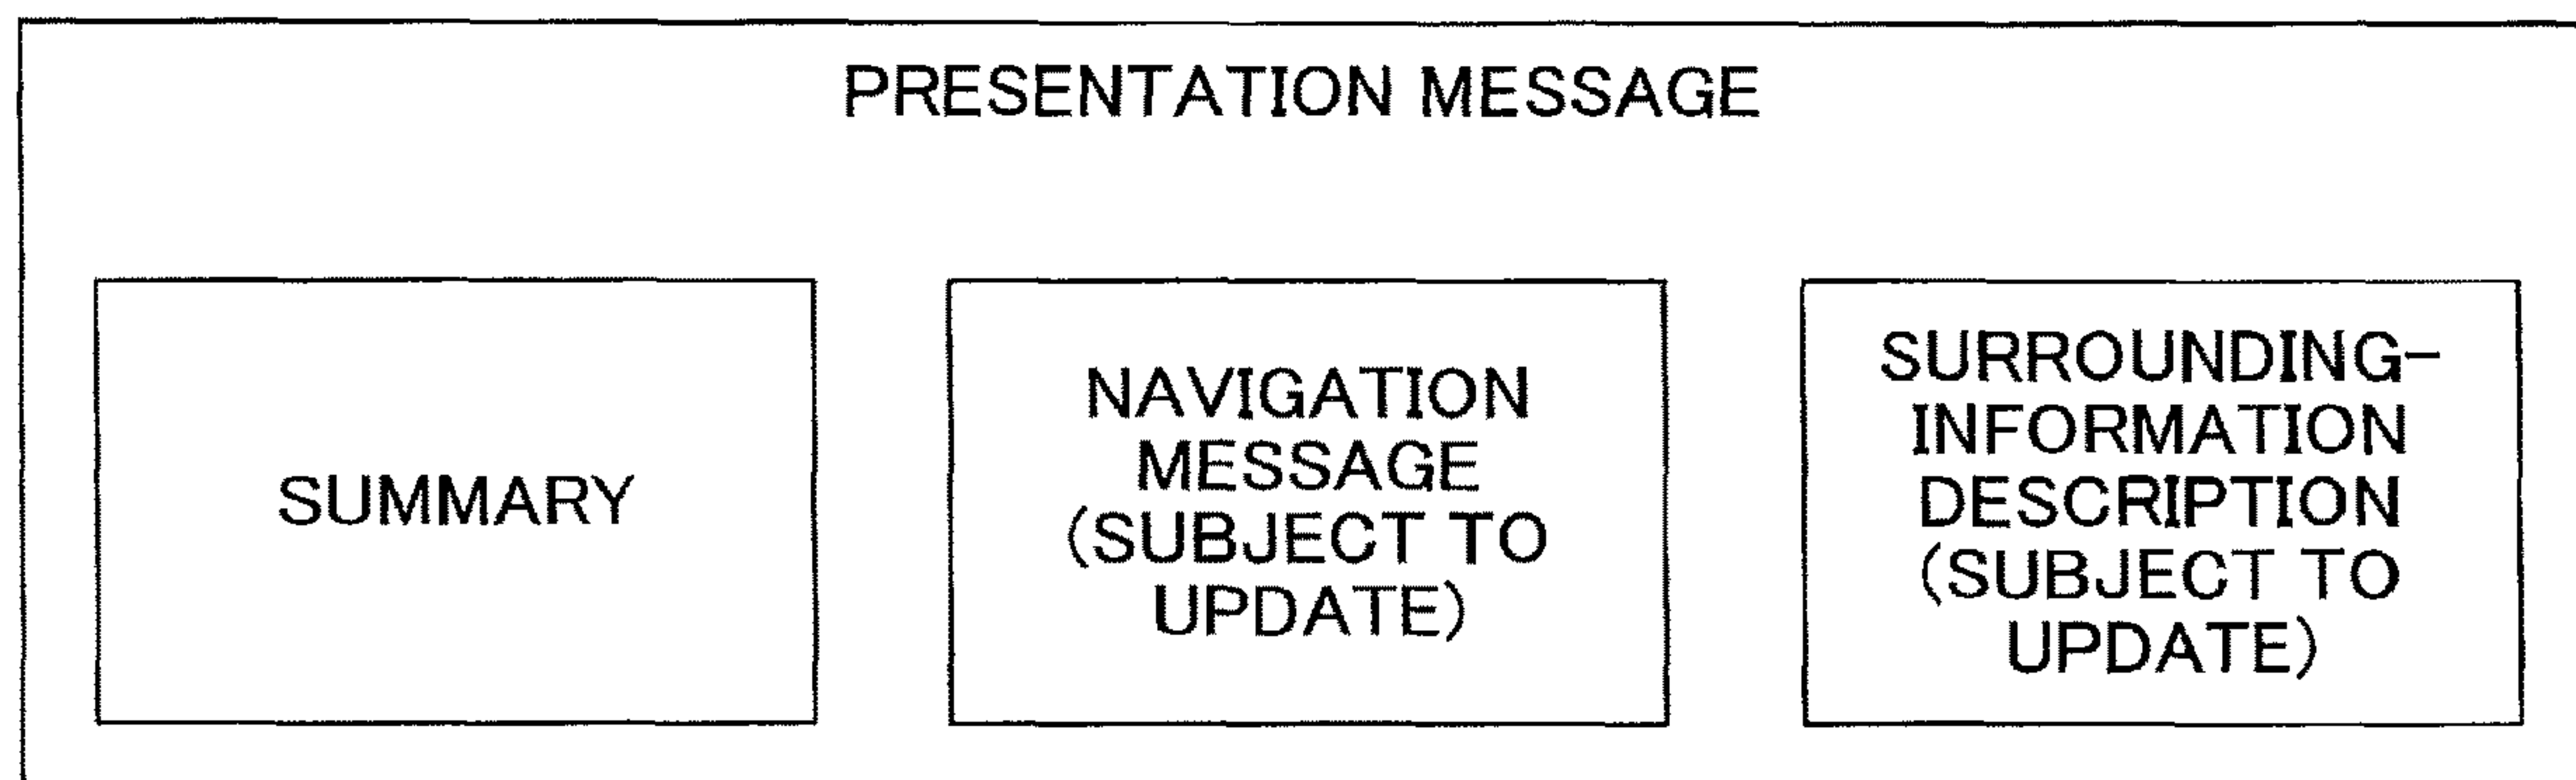 PRESENTATION MESSAGE
SUMMARY
NAVIGATION
MESSAGE
(SUBJECT TO
UPDATE)
SURROUNDING-
INFORMATION
DESCRIPTION
(SUBJECT TO
UPDATE)